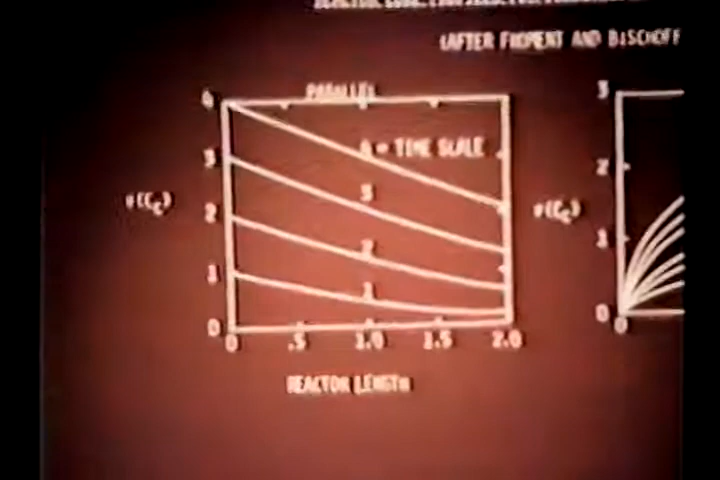 (AFTER FROMENT AND BISCHOFF
PARALLEL
4 = TIME SCALE
3
2
1
4
3
2
1
0
0 .5 1.0 1.5 2.0
REACTOR LENGTH
3
2
1
0
0